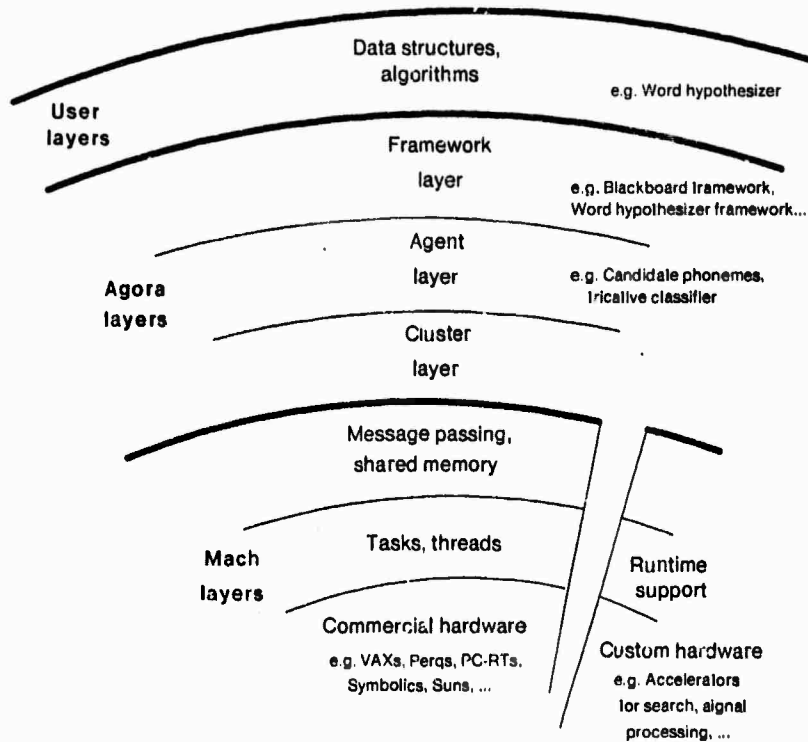 Data structures,
algorithms
e.g. Word hypothesizer
User
layers
Framework
layer
e.g. Blackboard framework,
Word hypothesizer framework...
Agent
layer
e.g. Candidate phonemes,
fricative classifier
Agora
layers
Cluster
layer
Message passing,
shared memory
Tasks, threads
Mach
layers
Runtime
support
Commercial hardware
e.g. VAXs, Perqs, PC-RTs,
Symbolics, Suns, ...
Custom hardware
e.g. Accelerators
for search, signal
processing, ...